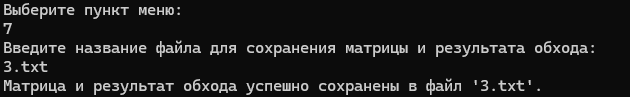 Выберите пункт меню:
7
Введите название файла для сохранения матрицы и результата обхода:
3.txt
Матрица и результат обхода успешно сохранены в файл '3.txt'.